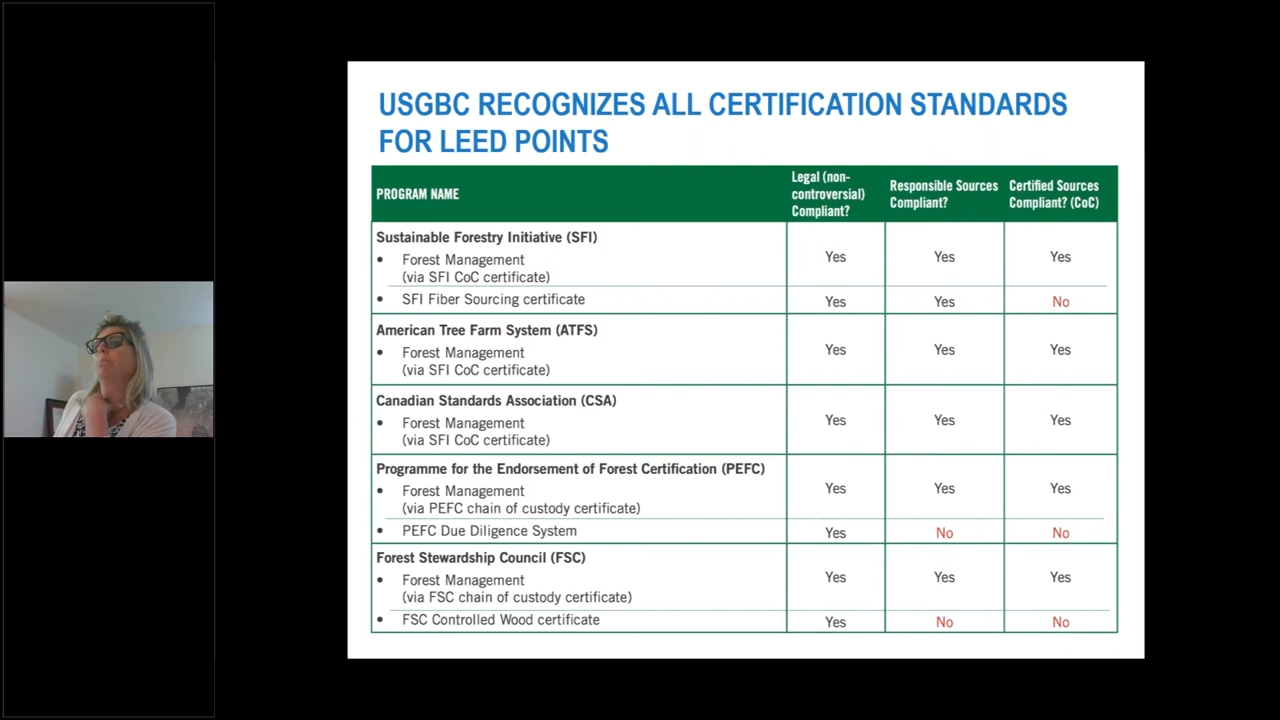 USGBC RECOGNIZES ALL CERTIFICATION STANDARDS
FOR LEED POINTS
PROGRAM NAME
Legal (non-
controversial)
Compliant?
Responsible Sources
Compliant?
Certified Sources
Compliant? (CoC)
Sustainable Forestry Initiative (SFI)
• Forest Management
(via SFI CoC certificate)
Yes Yes Yes
• SFI Fiber Sourcing certificate Yes Yes No
American Tree Farm System (ATFS)
• Forest Management
(via SFI CoC certificate)
Yes Yes Yes
Canadian Standards Association (CSA)
• Forest Management
(via SFI CoC certificate)
Yes Yes Yes
Programme for the Endorsement of Forest Certification (PEFC)
• Forest Management
(via PEFC chain of custody certificate)
Yes Yes Yes
• PEFC Due Diligence System Yes No No
Forest Stewardship Council (FSC)
• Forest Management
(via FSC chain of custody certificate)
Yes Yes Yes
• FSC Controlled Wood certificate Yes No No